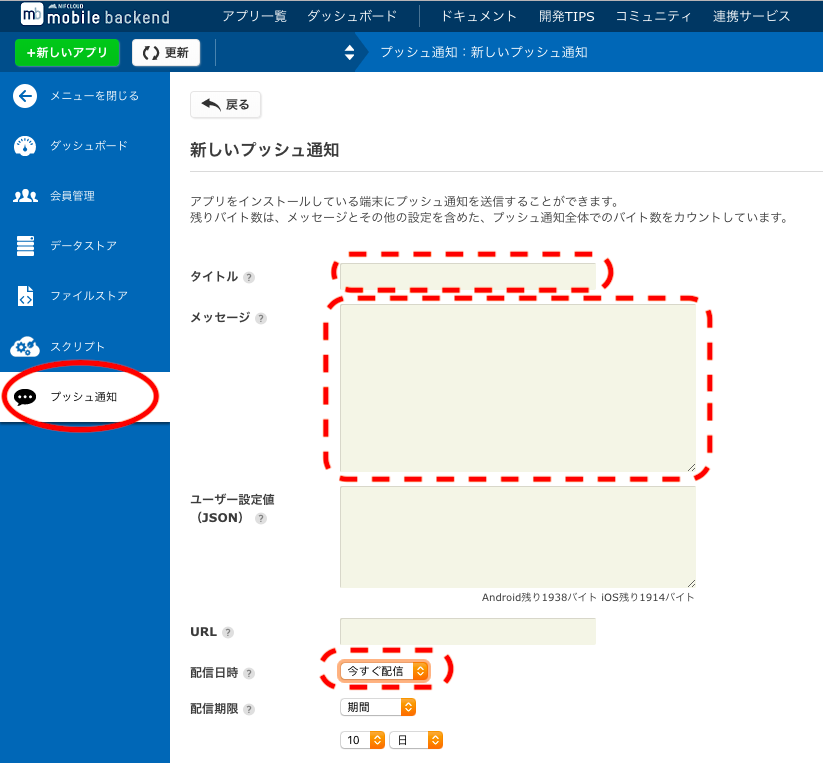 NIFCLOUD
mb mobile backend
アプリ一覧 ダッシュボード ドキュメント 開発TIPS コミュニティ 連携サービス
+新しいアプリ 更新 プッシュ通知：新しいプッシュ通知
メニューを閉じる
ダッシュボード
会員管理
データストア
ファイルストア
スクリプト
プッシュ通知
戻る
新しいプッシュ通知
アプリをインストールしている端末にプッシュ通知を送信することができます。
残りバイト数は、メッセージとその他の設定を含めた、プッシュ通知全体でのバイト数をカウントしています。
タイトル ?
メッセージ ?
ユーザー設定値
（JSON） ?
Android残り1938バイト iOS残り1914バイト
URL ?
配信日時 ? 今すぐ配信
配信期限 ? 期間
10 日